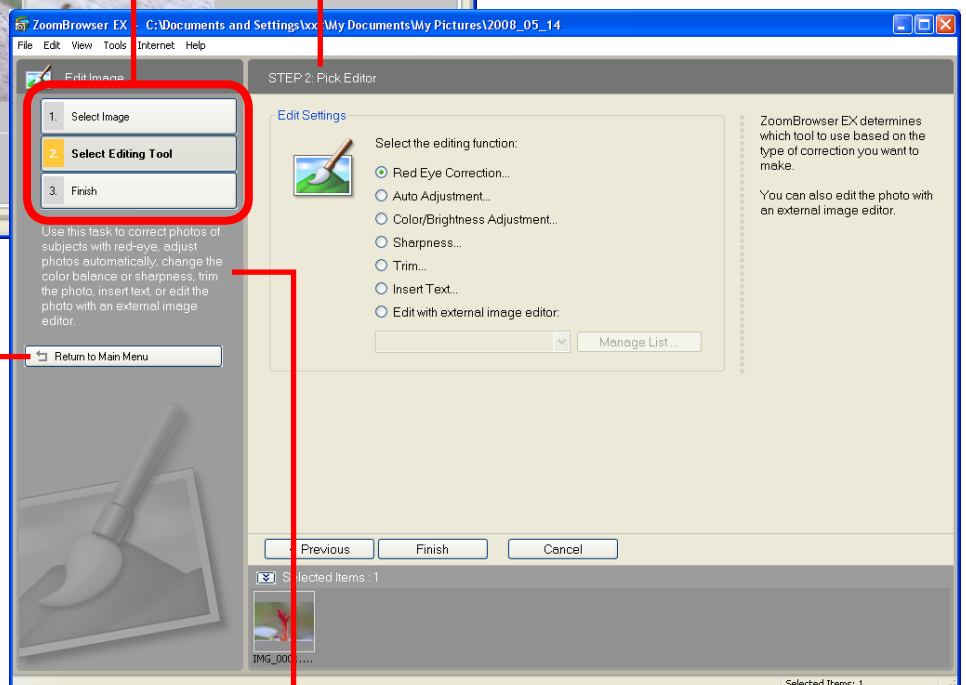 ZoomBrowser EX - C:\Documents and Settings\xxx\My Documents\My Pictures\2008_05_14
File Edit View Tools Internet Help
Edit Image
1. Select Image
2. Select Editing Tool
3. Finish
Use this task to correct photos of
subjects with red-eye, adjust
photos automatically, change the
color balance or sharpness, trim
the photo, insert text, or edit the
photo with an external image
editor.
Return to Main Menu
STEP 2: Pick Editor
Edit Settings
Select the editing function:
Red Eye Correction...
Auto Adjustment...
Color/Brightness Adjustment...
Sharpness...
Trim...
Insert Text...
Edit with external image editor:
Manage List...
ZoomBrowser EX determines
which tool to use based on the
type of correction you want to
make.
You can also edit the photo with
an external image editor.
< Previous Finish Cancel
Selected Items : 1
IMG_0001....
Selected Items: 1